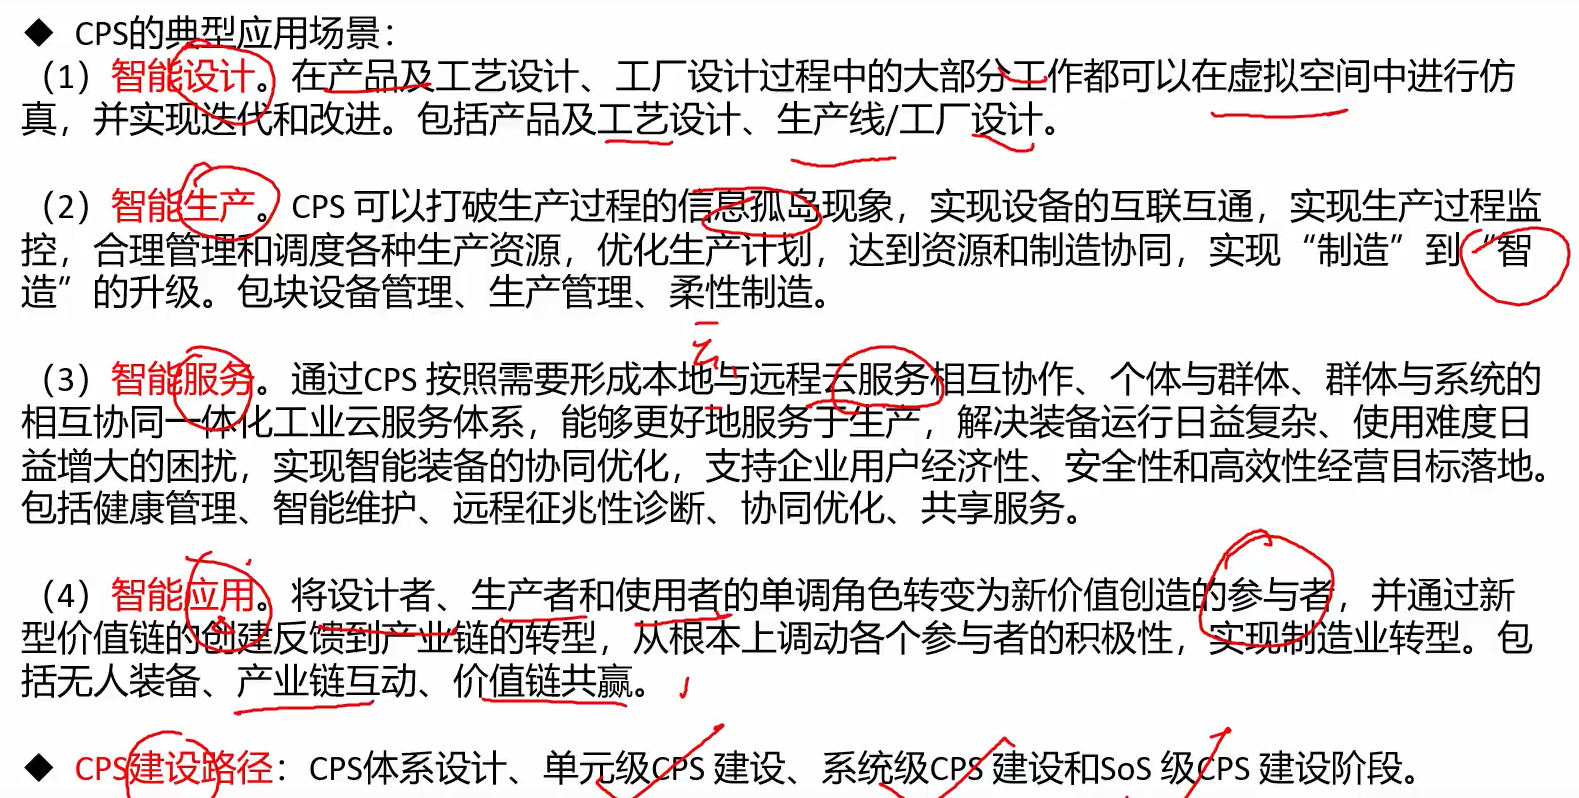 ◆ CPS的典型应用场景：
（1）智能设计。在产品及工艺设计、工厂设计过程中的大部分工作都可以在虚拟空间中进行仿
真，并实现迭代和改进。包括产品及工艺设计、生产线/工厂设计。
（2）智能生产。CPS 可以打破生产过程的信息孤岛现象，实现设备的互联互通，实现生产过程监
控，合理管理和调度各种生产资源，优化生产计划，达到资源和制造协同，实现“制造”到“智
造”的升级。包块设备管理、生产管理、柔性制造。
云
（3）智能服务。通过CPS 按照需要形成本地与远程云服务相互协作、个体与群体、群体与系统的
相互协同一体化工业云服务体系，能够更好地服务于生产，解决装备运行日益复杂、使用难度日
益增大的困扰，实现智能装备的协同优化，支持企业用户经济性、安全性和高效性经营目标落地。
包括健康管理、智能维护、远程征兆性诊断、协同优化、共享服务。
（4）智能应用。将设计者、生产者和使用者的单调角色转变为新价值创造的参与者，并通过新
型价值链的创建反馈到产业链的转型，从根本上调动各个参与者的积极性，实现制造业转型。包
括无人装备、产业链互动、价值链共赢。
◆ CPS建设路径：CPS体系设计、单元级CPS 建设、系统级CPS 建设和SoS 级CPS 建设阶段。